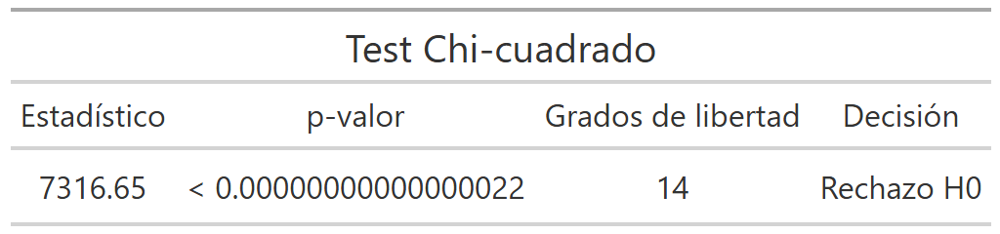 Test Chi-cuadrado
Estadístico p-valor Grados de libertad Decisión
7316.65 < 0.00000000000000022 14 Rechazo H0